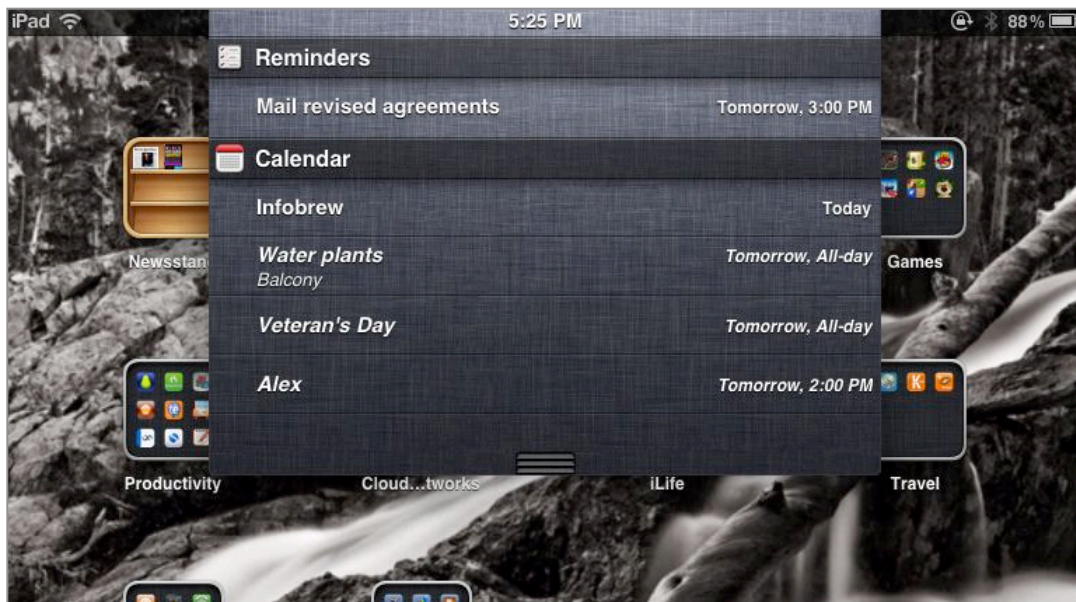 iPad 5:25 PM 88%
Reminders
Mail revised agreements Tomorrow, 3:00 PM
Calendar
Infobrew Today
Water plants Tomorrow, All-day
Balcony
Newsstan Games
Veteran's Day Tomorrow, All-day
Alex Tomorrow, 2:00 PM
Productivity Cloud...tworks iLife Travel